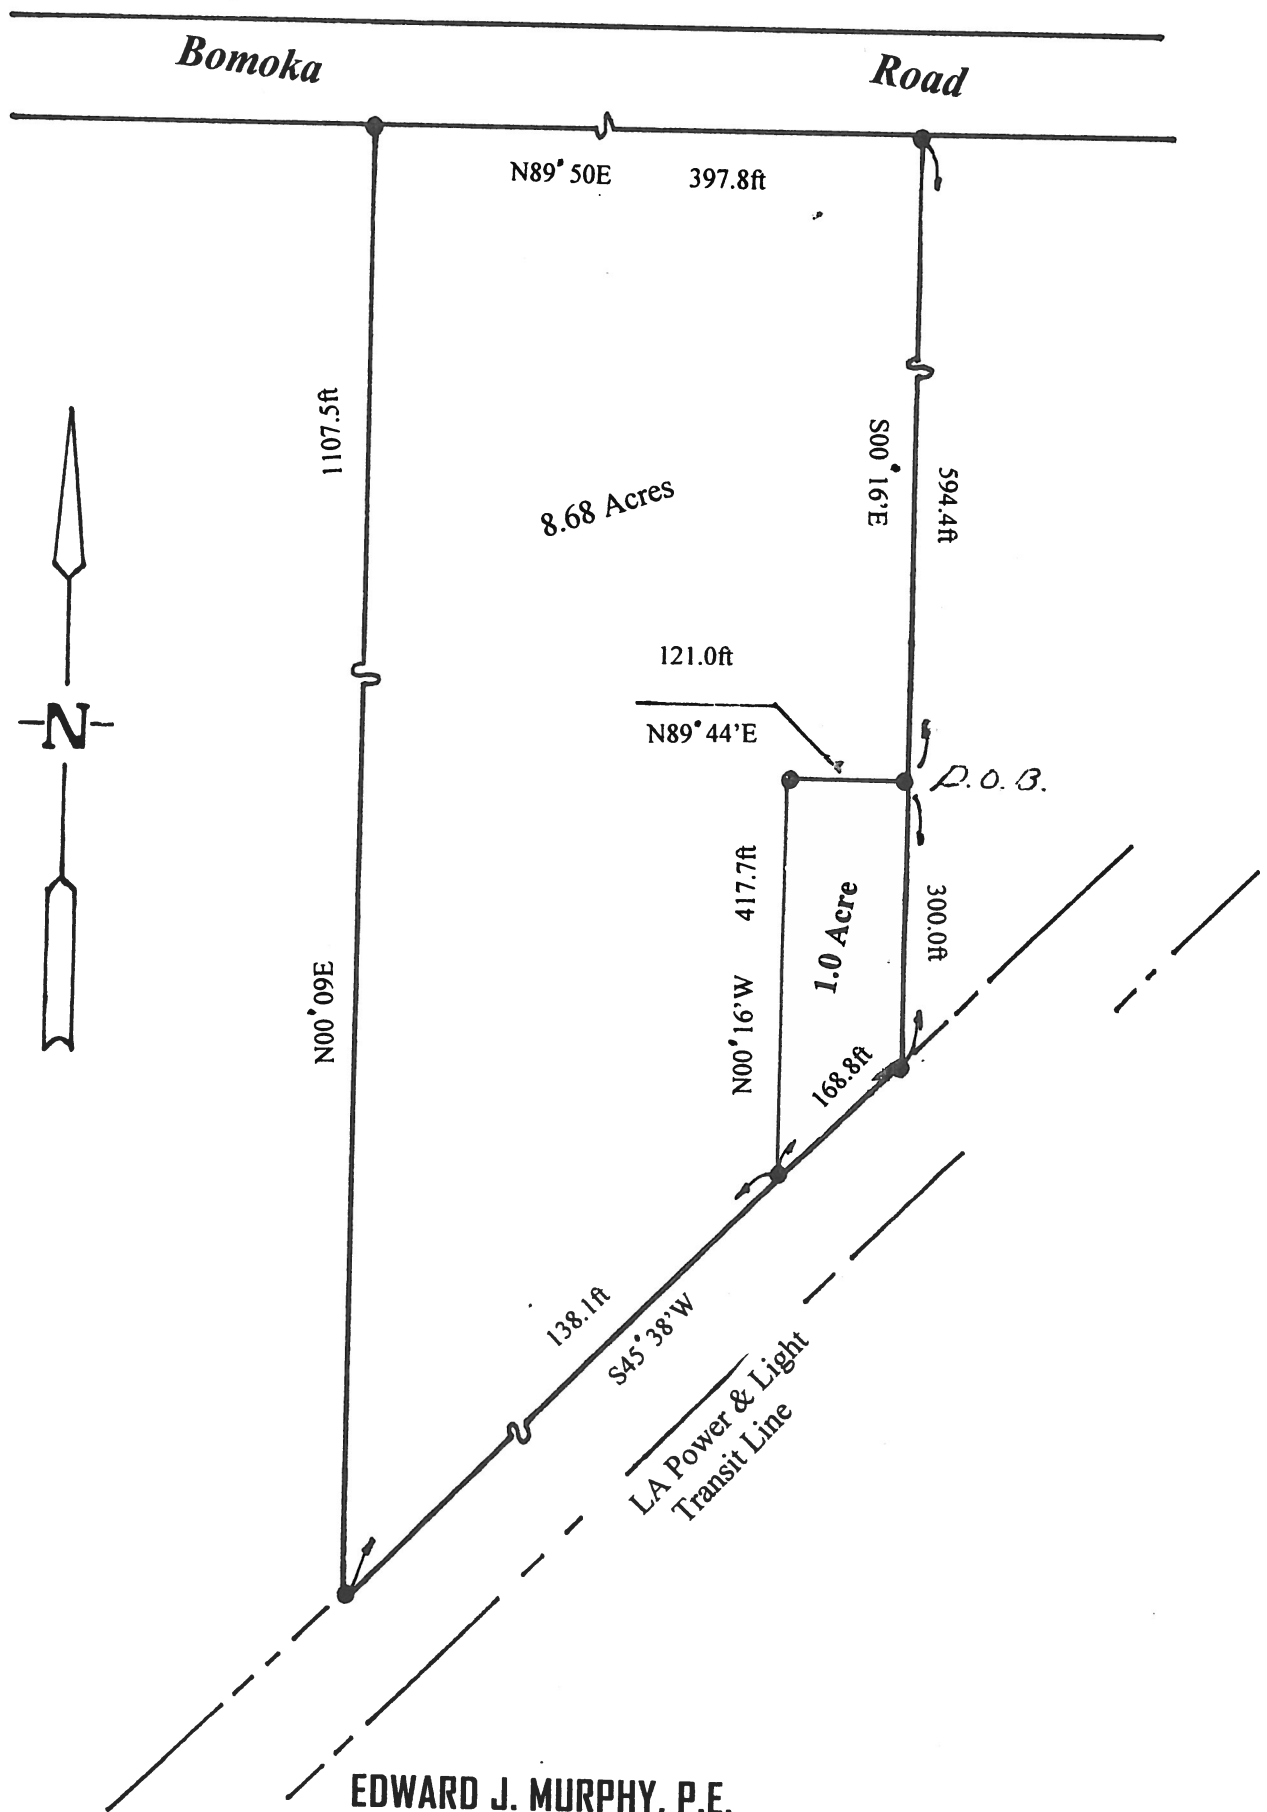 Bomoka Road
N89°50E 397.8ft
1107.5ft
S00°16'E
594.4ft
8.68 Acres
121.0ft
N89°44'E
P.O.B.
417.7ft
1.0 Acre
300.0ft
N00°09E
N
N00°16'W
168.8ft
138.1ft
S45°38'W
LA Power & Light
Transit Line
EDWARD J. MURPHY, P.E.